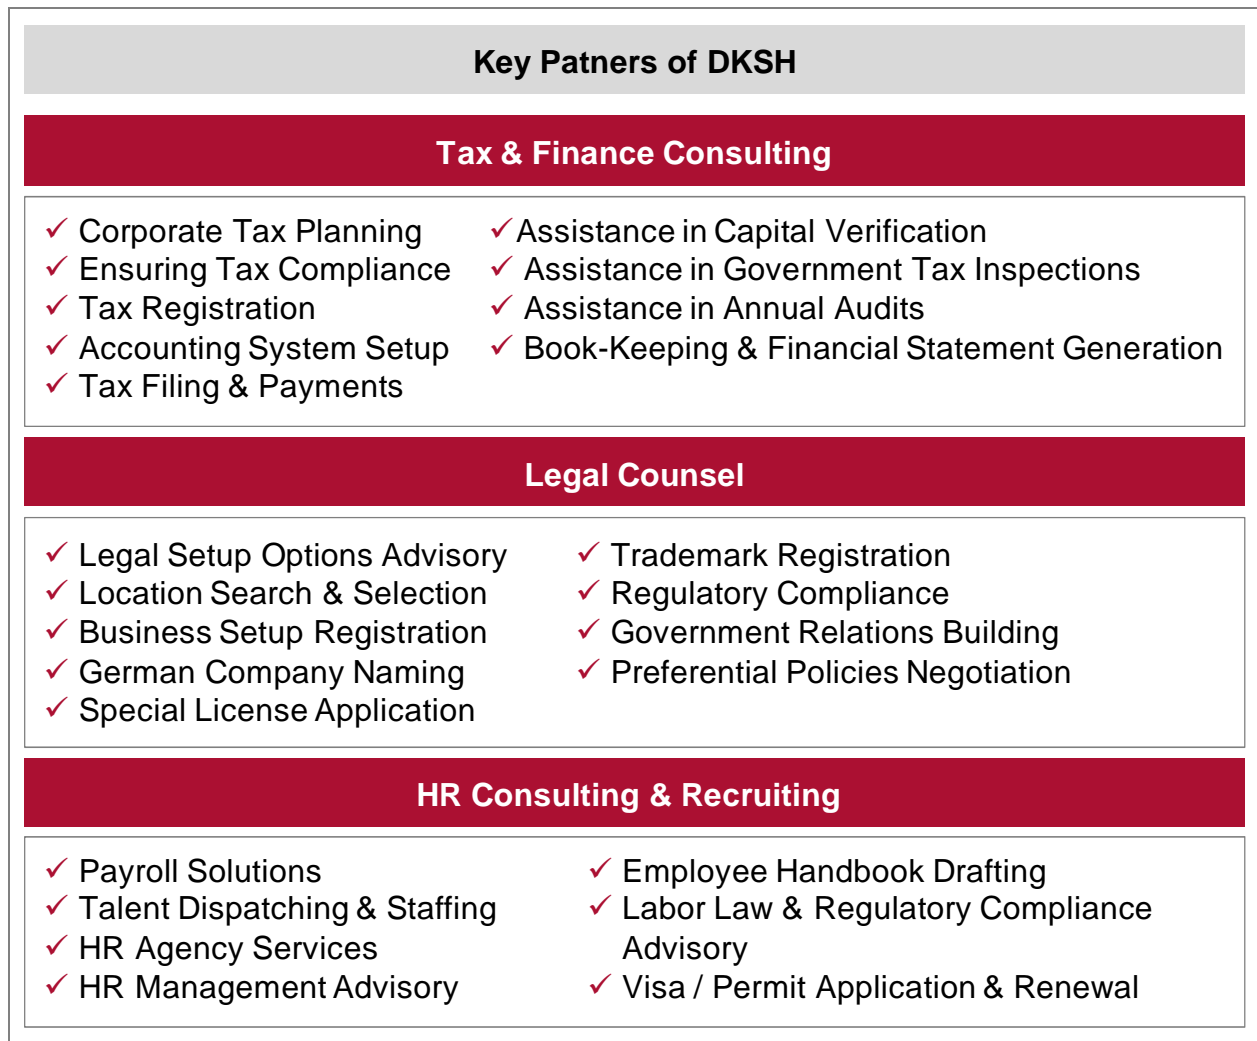 Key Patners of DKSH
Tax & Finance Consulting
✓ Corporate Tax Planning
✓ Ensuring Tax Compliance
✓ Tax Registration
✓ Accounting System Setup
✓ Tax Filing & Payments
✓ Assistance in Capital Verification
✓ Assistance in Government Tax Inspections
✓ Assistance in Annual Audits
✓ Book-Keeping & Financial Statement Generation
Legal Counsel
✓ Legal Setup Options Advisory
✓ Location Search & Selection
✓ Business Setup Registration
✓ German Company Naming
✓ Special License Application
✓ Trademark Registration
✓ Regulatory Compliance
✓ Government Relations Building
✓ Preferential Policies Negotiation
HR Consulting & Recruiting
✓ Payroll Solutions
✓ Talent Dispatching & Staffing
✓ HR Agency Services
✓ HR Management Advisory
✓ Employee Handbook Drafting
✓ Labor Law & Regulatory Compliance
Advisory
✓ Visa / Permit Application & Renewal